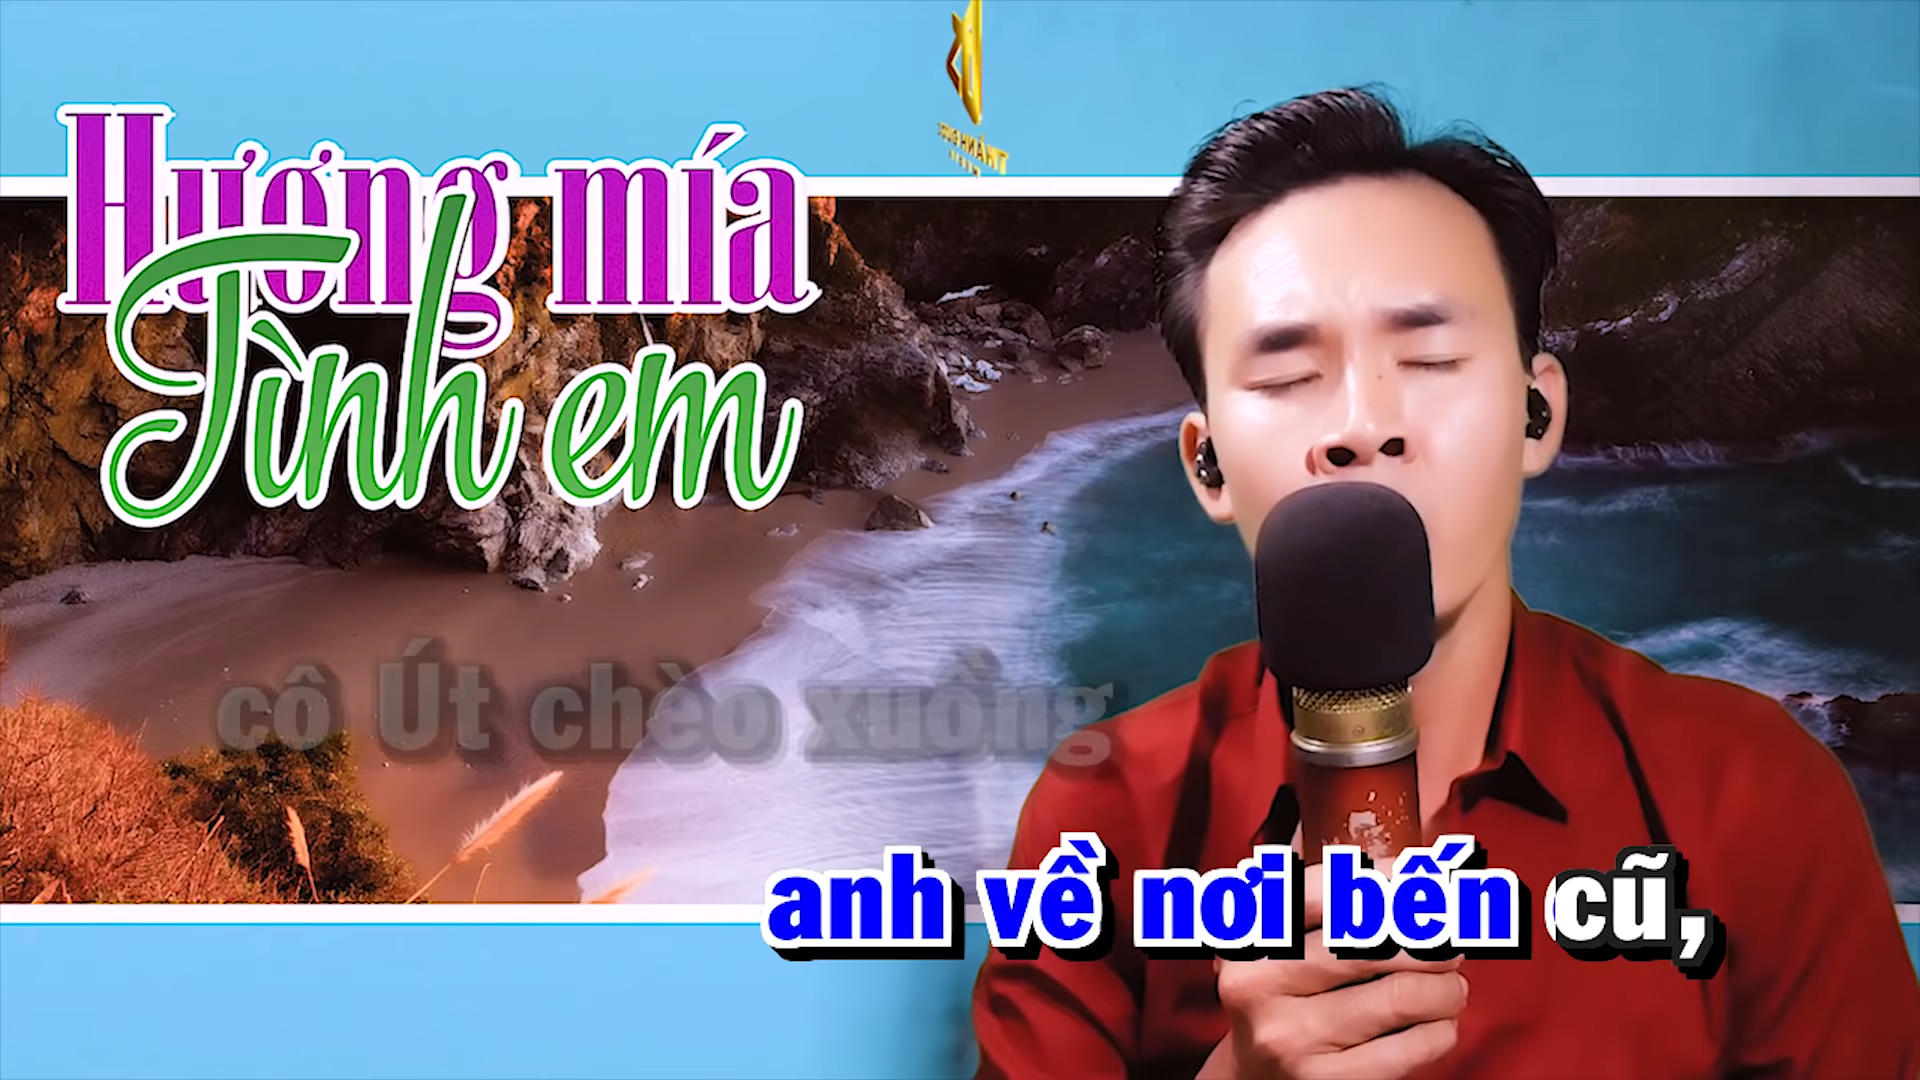 Hương mía
Tình em
cô Út chèo xuồng
anh về nơi bến cũ,